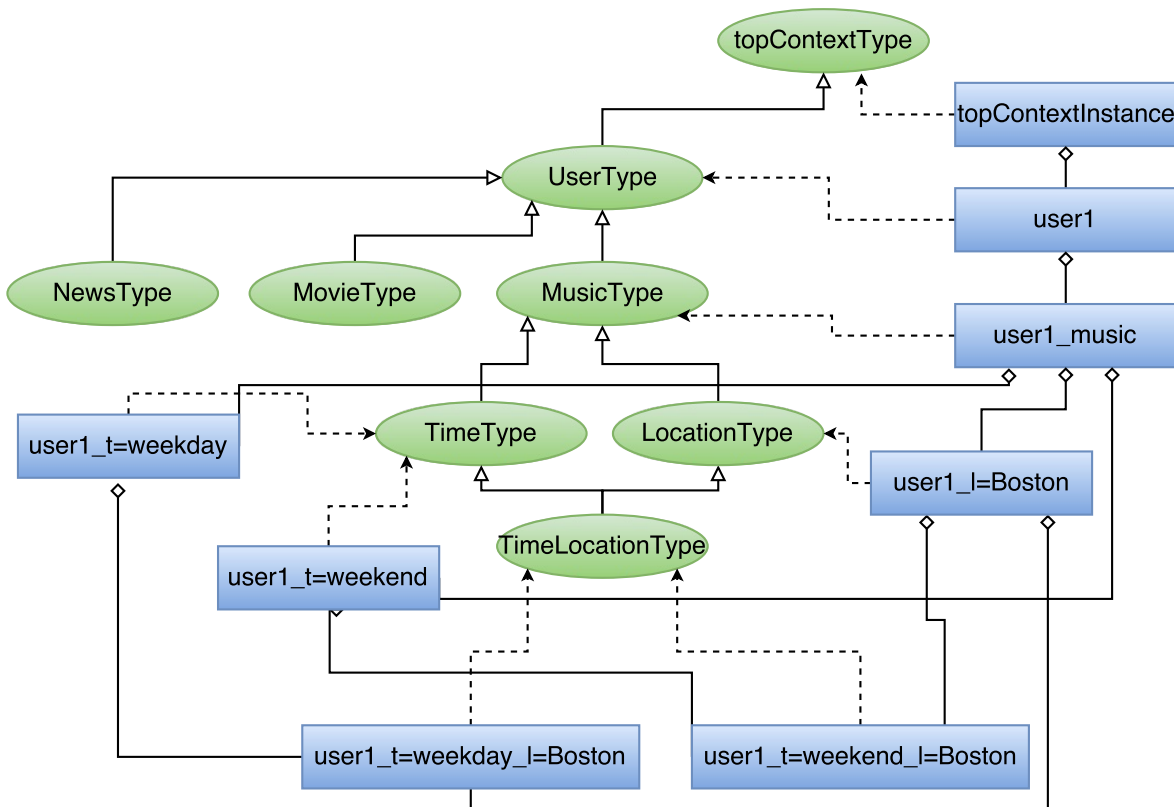 topContextType
topContextInstance
UserType
user1
NewsType
MovieType
MusicType
user1_music
user1_t=weekday
TimeType
LocationType
user1_l=Boston
TimeLocationType
user1_t=weekend
user1_t=weekday_l=Boston
user1_t=weekend_l=Boston